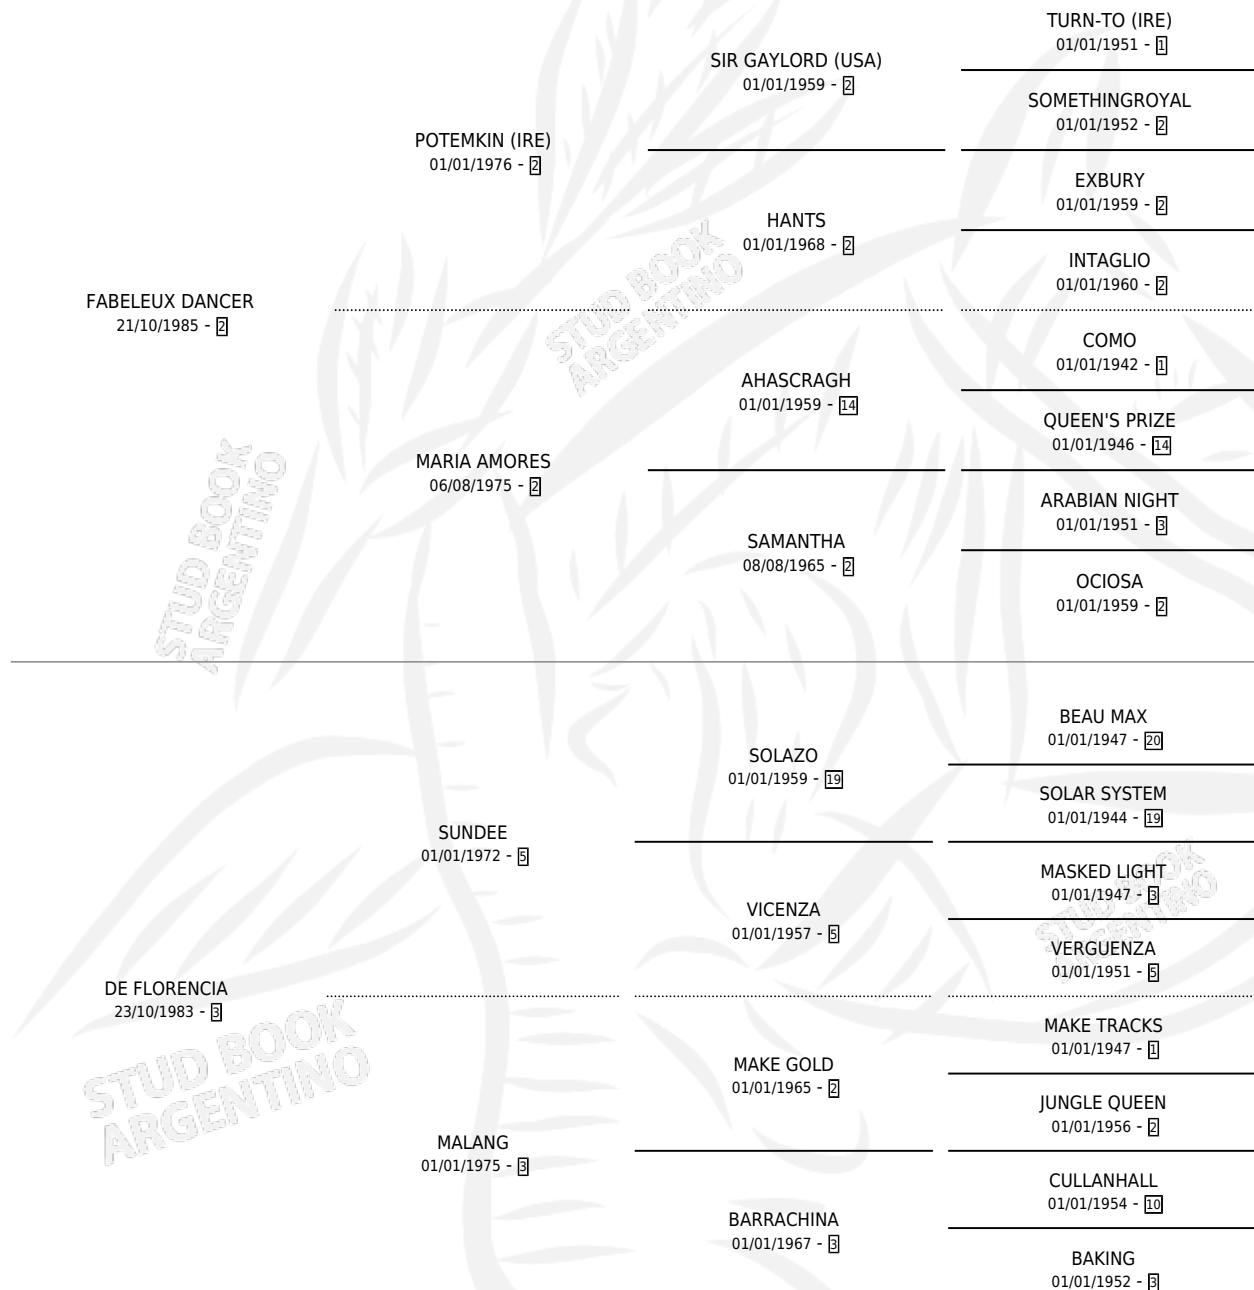 TURN-TO (IRE)
01/01/1951 - 1
SIR GAYLORD (USA)
01/01/1959 - 2
SOMETHINGROYAL
01/01/1952 - 2
POTEMKIN (IRE)
01/01/1976 - 2
EXBURY
01/01/1959 - 2
HANTS
01/01/1968 - 2
INTAGLIO
01/01/1960 - 2
FABELEUX DANCER
21/10/1985 - 2
COMO
01/01/1942 - 1
AHASCRAGH
01/01/1959 - 14
QUEEN'S PRIZE
01/01/1946 - 14
MARIA AMORES
06/08/1975 - 2
ARABIAN NIGHT
01/01/1951 - 3
SAMANTHA
08/08/1965 - 2
OCIOSA
01/01/1959 - 2
BEAU MAX
01/01/1947 - 20
SOLAZO
01/01/1959 - 19
SOLAR SYSTEM
01/01/1944 - 19
SUNDEE
01/01/1972 - 5
MASKED LIGHT
01/01/1947 - 3
VICENZA
01/01/1957 - 5
VERGUENZA
01/01/1951 - 5
DE FLORENCIA
23/10/1983 - 3
MAKE TRACKS
01/01/1947 - 1
MAKE GOLD
01/01/1965 - 2
JUNGLE QUEEN
01/01/1956 - 2
MALANG
01/01/1975 - 3
CULLANHALL
01/01/1954 - 10
BARRACHINA
01/01/1967 - 3
BAKING
01/01/1952 - 3
STUD BOOK
ARGENTINO
STUD BOOK
ARGENTINO
STUD BOOK
ARGENTINO
STUD BOOK
ARGENTINO